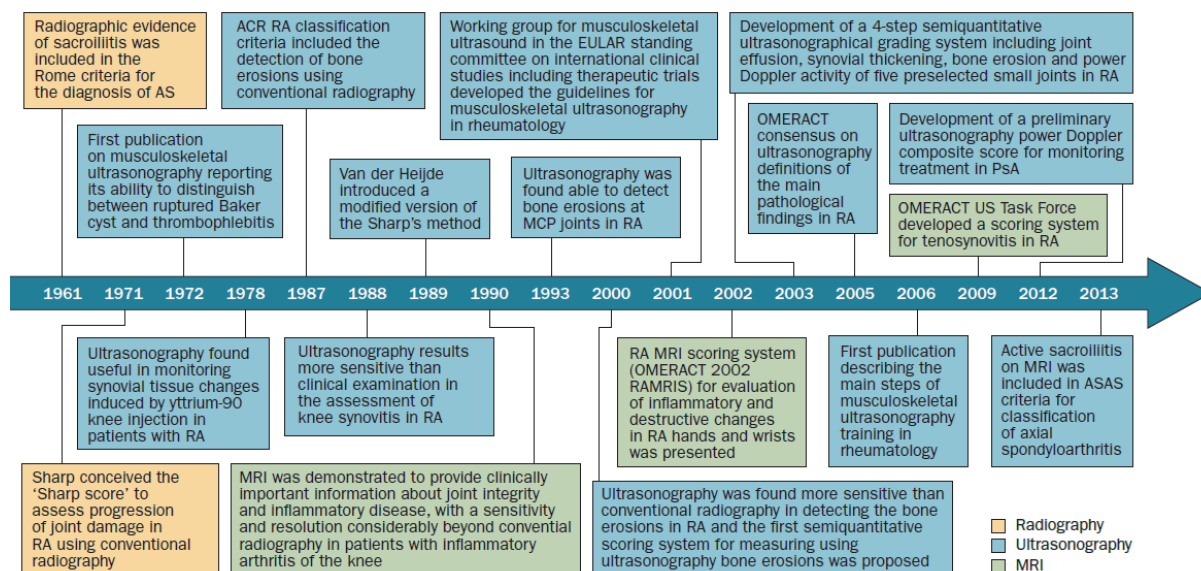 Radiographic evidence
of sacroiliitis was
included in the
Rome criteria for
the diagnosis of AS
ACR RA classification
criteria included the
detection of bone
erosions using
conventional radiography
Working group for musculoskeletal
ultrasound in the EULAR standing
committee on international clinical
studies including therapeutic trials
developed the guidelines for
musculoskeletal ultrasonography
in rheumatology
Development of a 4-step semiquantitative
ultrasonographical grading system including joint
effusion, synovial thickening, bone erosion and power
Doppler activity of five preselected small joints in RA
First publication
on musculoskeletal
ultrasonography reporting
its ability to distinguish
between ruptured Baker
cyst and thrombophlebitis
Van der Heijde
introduced a
modified version
of the Sharp's method
Ultrasonography was
found able to detect
bone erosions at
MCP joints in RA
OMERACT
consensus on
ultrasonography
definitions of
the main
pathological
findings in RA
Development of a preliminary
ultrasonography power Doppler
composite score for monitoring
treatment in PsA
OMERACT US Task Force
developed a scoring system
for tenosynovitis in RA
1961 1971 1972 1978 1987 1988 1989 1990 1993 2000 2001 2002 2003 2005 2006 2009 2012 2013
Ultrasonography found
useful in monitoring
synovial tissue changes
induced by yttrium-90
knee injection in
patients with RA
Ultrasonography results
more sensitive than
clinical examination in
the assessment of
knee synovitis in RA
RA MRI scoring system
(OMERACT 2002
RAMRIS) for evaluation
of inflammatory and
destructive changes
in RA hands and wrists
was presented
First publication
describing the
main steps of
musculoskeletal
ultrasonography
training in
rheumatology
Active sacroiliitis
on MRI was
included in ASAS
criteria for
classification
of axial
spondyloarthritis
Sharp conceived the
‘Sharp score’ to
assess progression
of joint damage in
RA using conventional
radiography
MRI was demonstrated to provide clinically
important information about joint integrity
and inflammatory disease, with a sensitivity
and resolution considerably beyond convential
radiography in patients with inflammatory
arthritis of the knee
Ultrasonography was found more sensitive than
conventional radiography in detecting the bone
erosions in RA and the first semiquantitative
scoring system for measuring using
ultrasonography bone erosions was proposed
Radiography
Ultrasonography
MRI